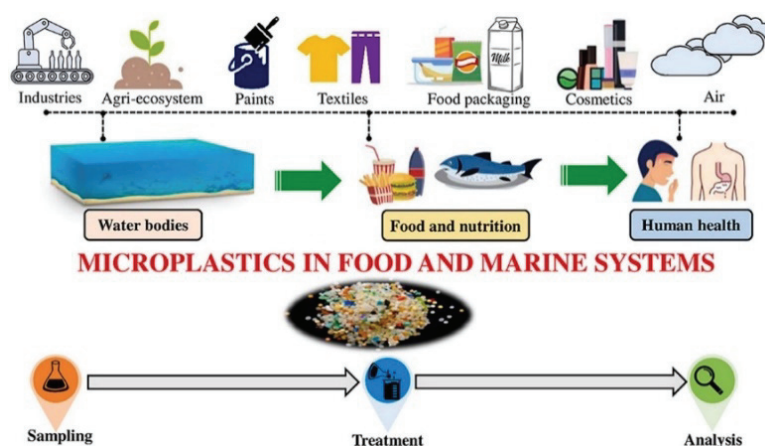 Milk
Industries
Agri-ecosystem
Paints
Textiles
Food packaging
Cosmetics
Air
Water bodies
Food and nutrition
Human health
MICROPLASTICS IN FOOD AND MARINE SYSTEMS
Sampling
Treatment
Analysis